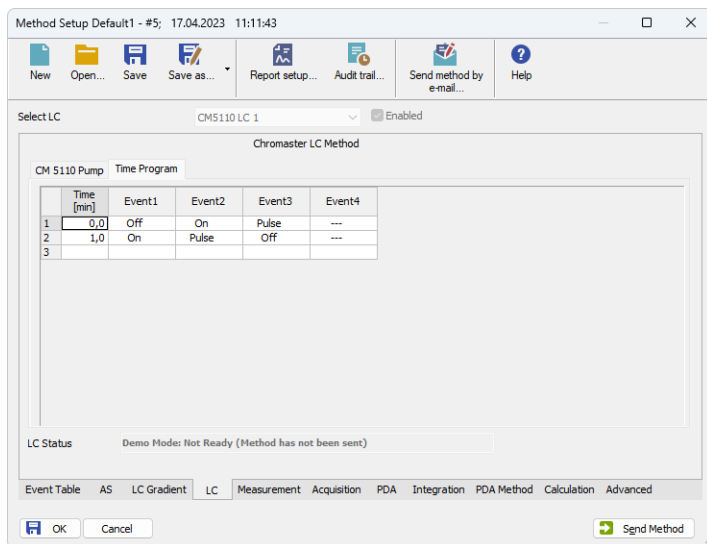 Method Setup Default1 - #5; 17.04.2023 11:11:43
New Open... Save Save as... Report setup... Audit trail... Send method by e-mail... Help
Select LC CM5110 LC 1 Enabled
Chromaster LC Method
CM 5110 Pump Time Program
Time [min] Event1 Event2 Event3 Event4
1 0,0 Off On Pulse ---
2 1,0 On Pulse Off ---
3
LC Status Demo Mode: Not Ready (Method has not been sent)
Event Table AS LC Gradient LC Measurement Acquisition PDA Integration PDA Method Calculation Advanced
OK Cancel Send Method